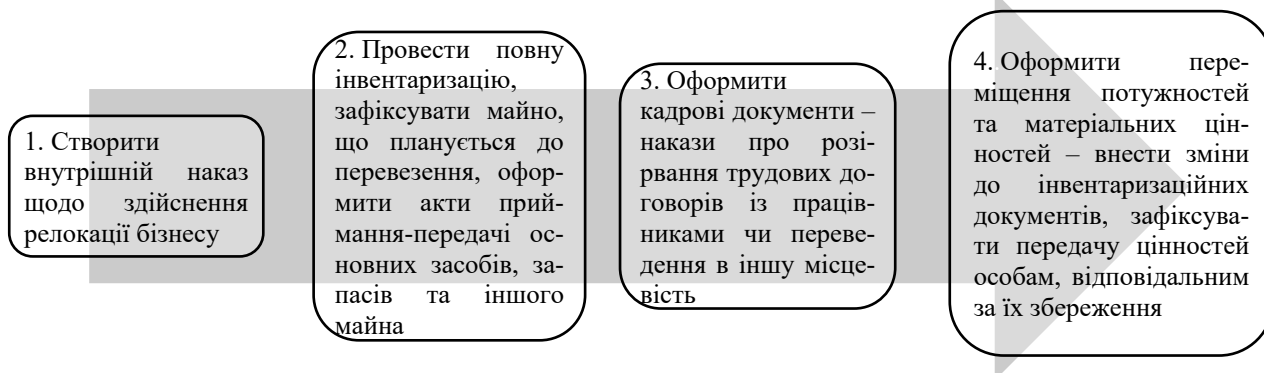 1. Створити
внутрішній наказ
щодо здійснення
релокації бізнесу
2. Провести повну
інвентаризацію,
зафіксувати майно,
що планується до
перевезення, офор-
мити акти прий-
мання-передачі ос-
новних засобів, за-
пасів та іншого
майна
3. Оформити
кадрові документи –
накази про розі-
рвання трудових до-
говорів із праців-
никами чи переве-
дення в іншу місце-
вість
4. Оформити пере-
міщення потужностей
та матеріальних цін-
ностей – внести зміни
до інвентаризаційних
документів, зафіксува-
ти передачу цінностей
особам, відповідальним
за їх збереження